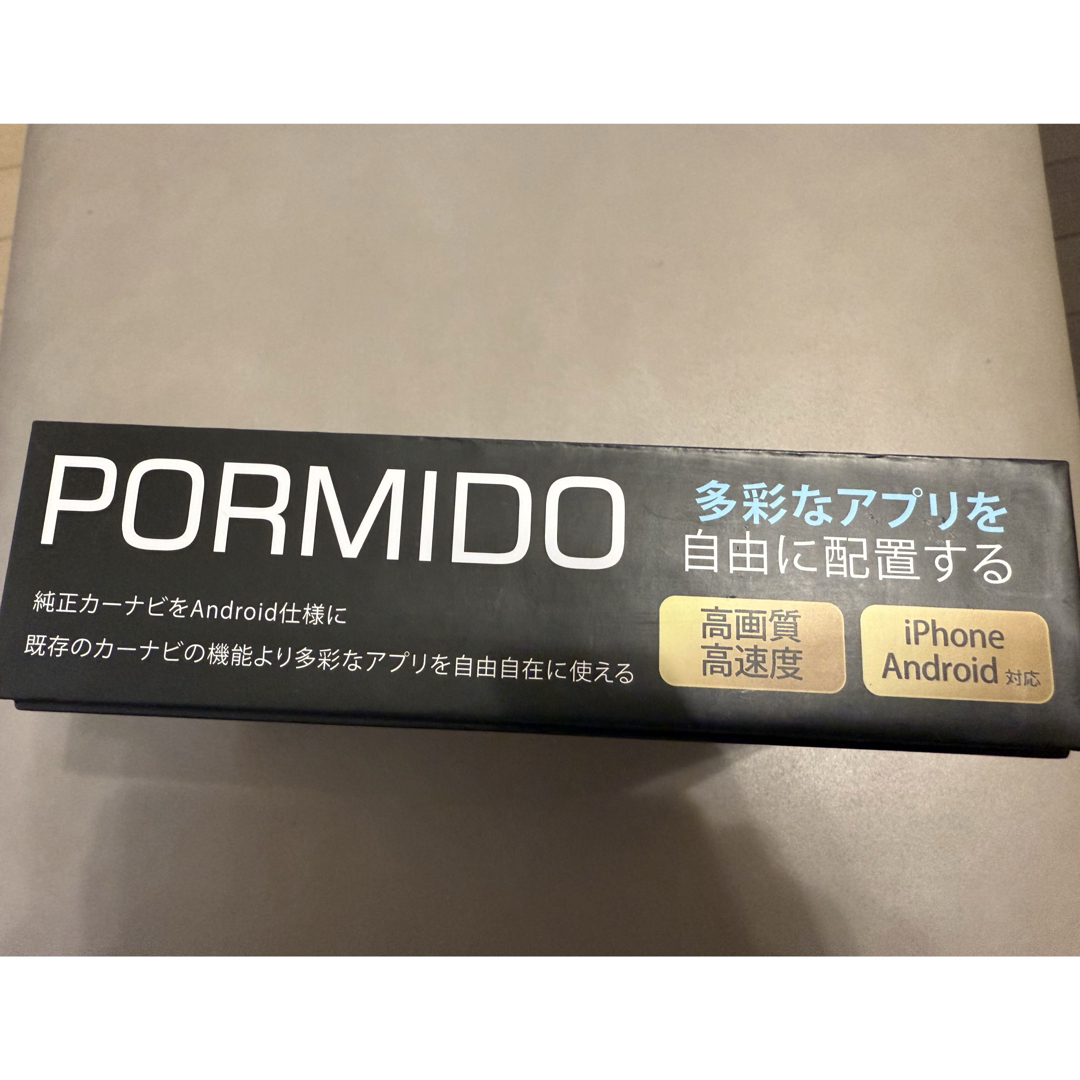 PORMIDO
純正カーナビをAndroid仕様に
既存のカーナビの機能より多彩なアプリを自由自在に使える
多彩なアプリを
自由に配置する
高画質
高速度
iPhone
Android 対応